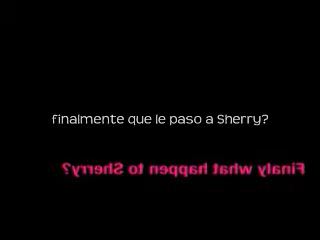 finalmente que le paso a Sherry?
Finaly what happen to Sherry?